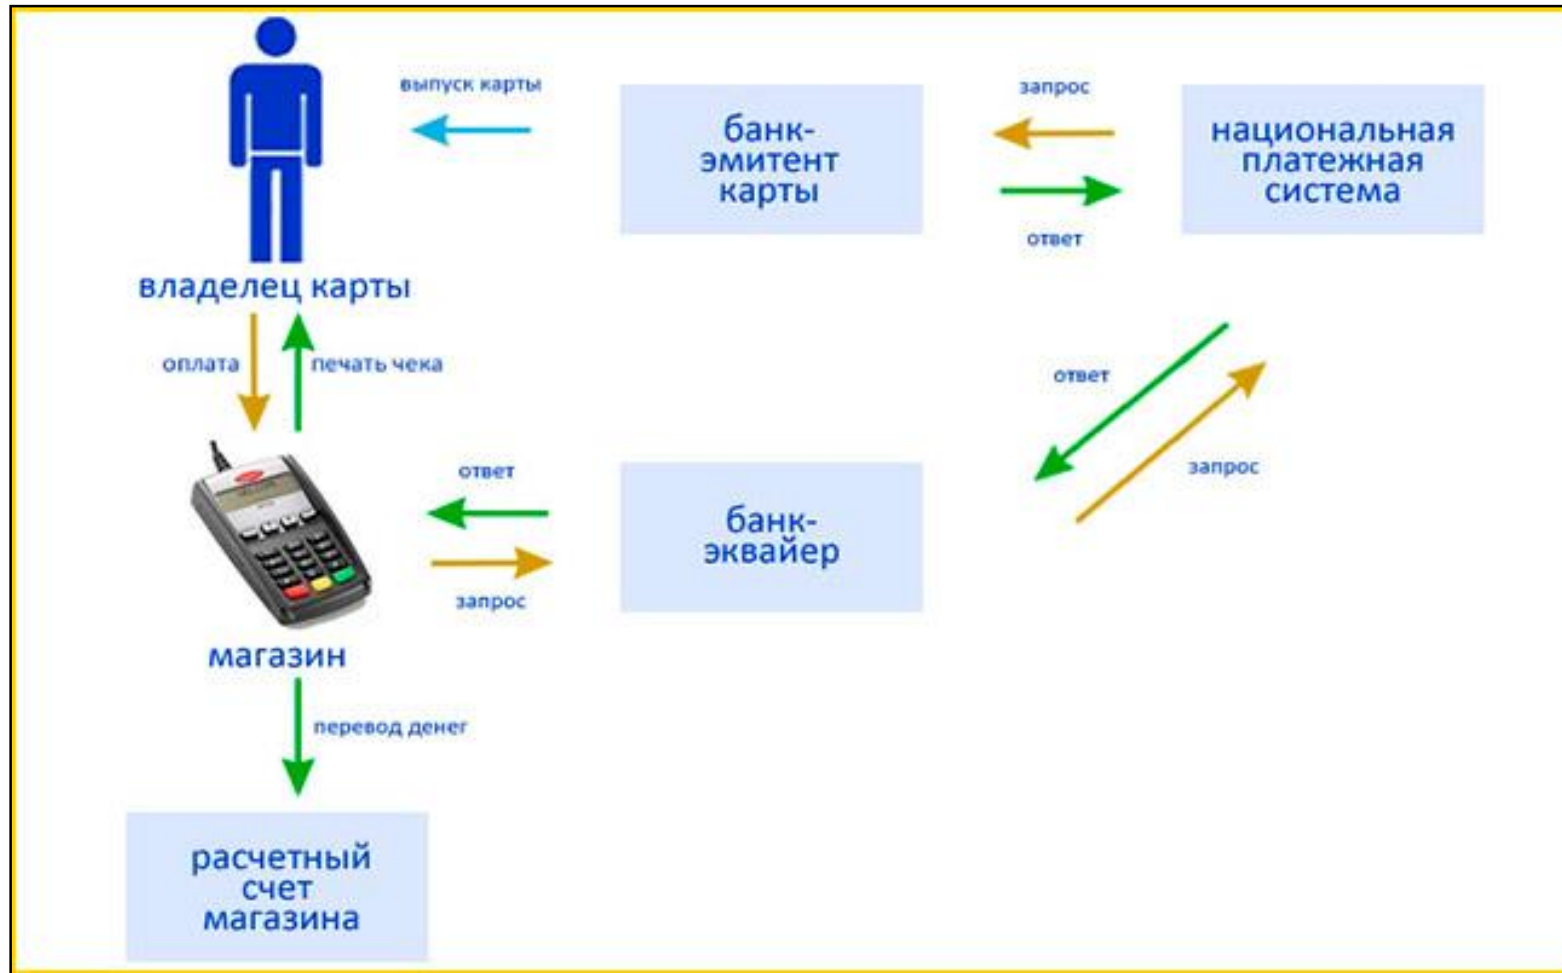 выпуск карты
банк-
эмитент
карты
запрос
ответ
национальная
платежная
система
владелец карты
оплата
печать чека
ответ
запрос
ответ
запрос
банк-
эквайер
магазин
перевод денег
расчетный
счет
магазина